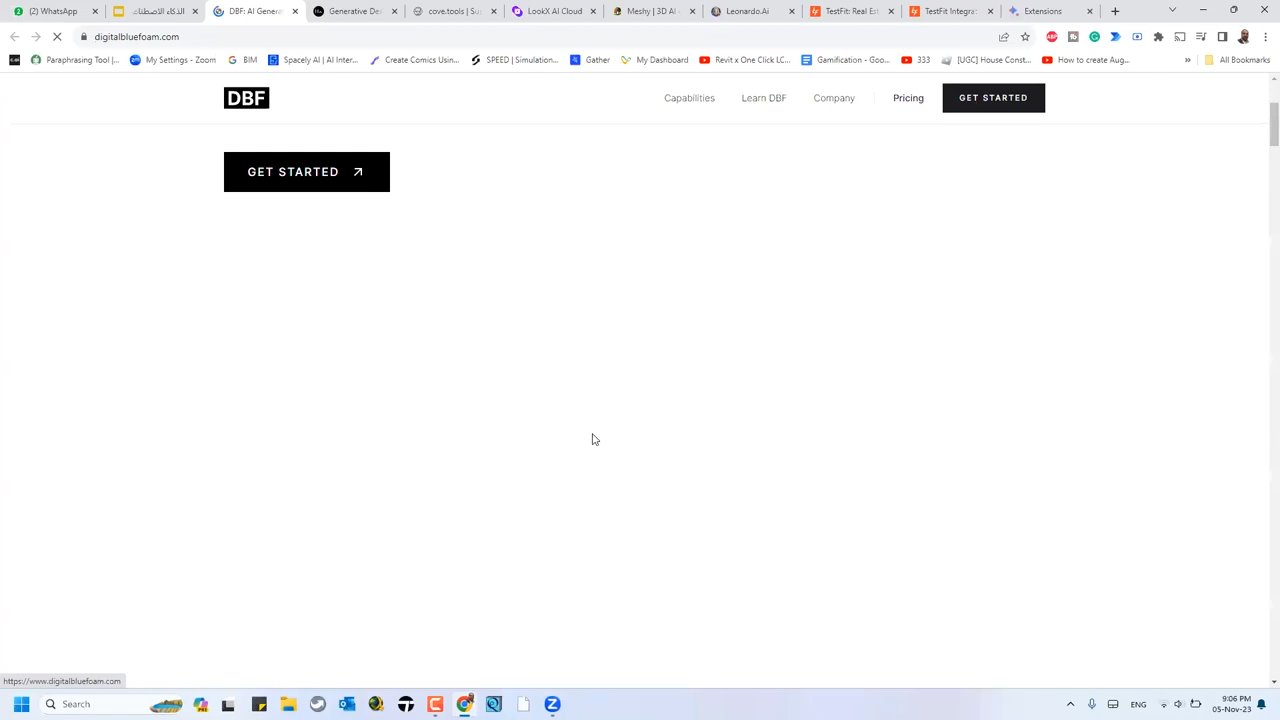 (2) WhatsApp
الذكاء الاصطناعي
DBF: AI Genera
Generative Des
cove.tools | Su
LookX AI Cloud
Meshy | 3D AI
Leonardo.Ai
TestFit: Real Es
TestFit Integra
Extensions
digitalbluefoam.com
Paraphrasing Tool |...
My Settings - Zoom
BIM
Spacely AI | AI Inter...
Create Comics Usin...
SPEED | Simulation...
Gather
My Dashboard
Revit x One Click LC...
Gamification - Goo...
333
[UGC] House Const...
How to create Aug...
»
All Bookmarks
DBF
Capabilities
Learn DBF
Company
Pricing
GET STARTED
GET STARTED
https://www.digitalbluefoam.com
Search
ENG
9:06 PM
05-Nov-23